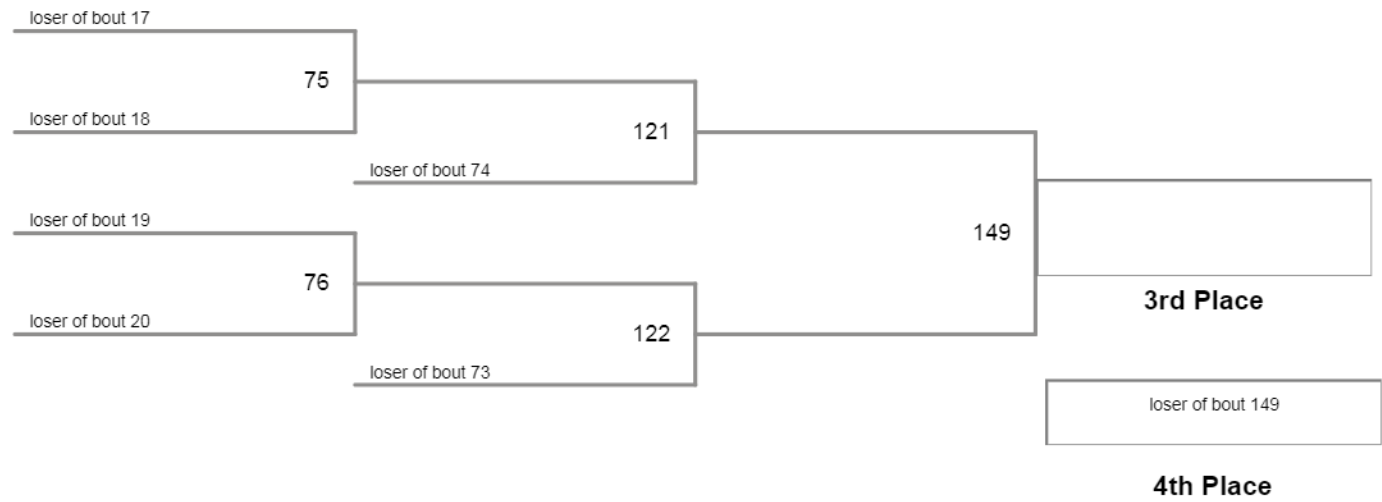 loser of bout 17
75
loser of bout 18
121
loser of bout 74
loser of bout 19
149
76
3rd Place
loser of bout 20
122
loser of bout 73
loser of bout 149
4th Place